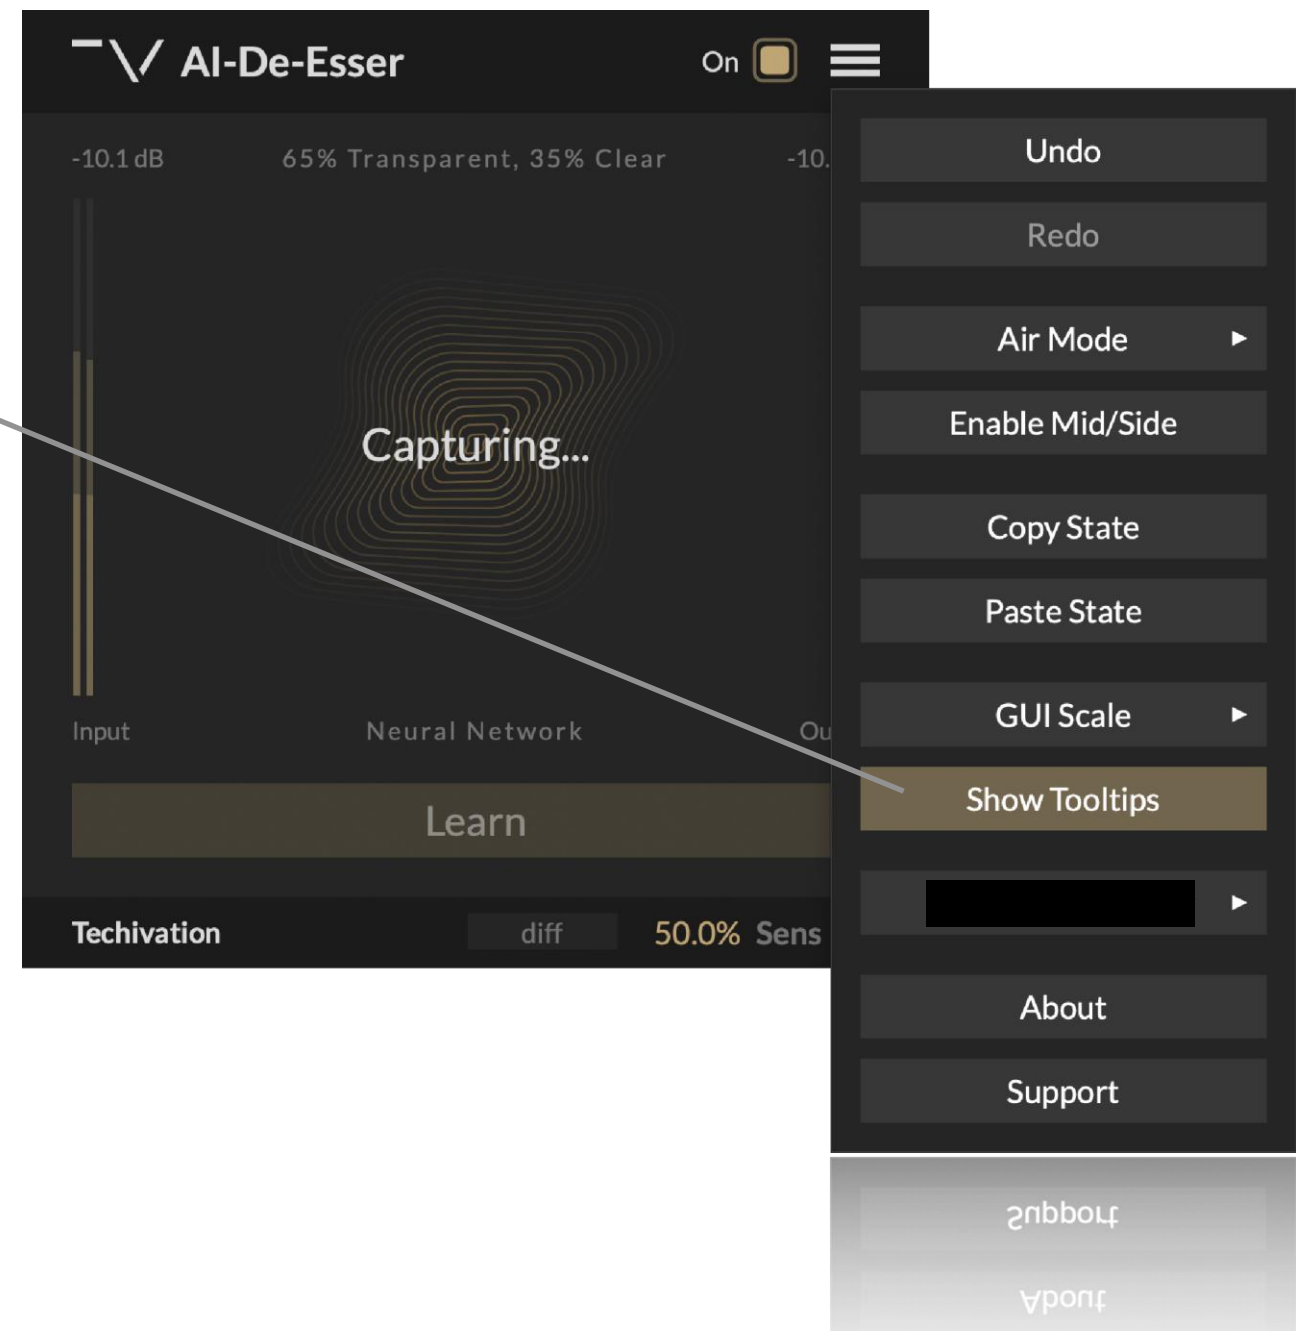 AI-De-Esser
On
-10.1 dB
65% Transparent, 35% Clear
-10.
Capturing...
Input
Neural Network
Ou
Learn
Techivation
diff
50.0% Sens
Undo
Redo
Air Mode
Enable Mid/Side
Copy State
Paste State
GUI Scale
Show Tooltips
About
Support
Support
About